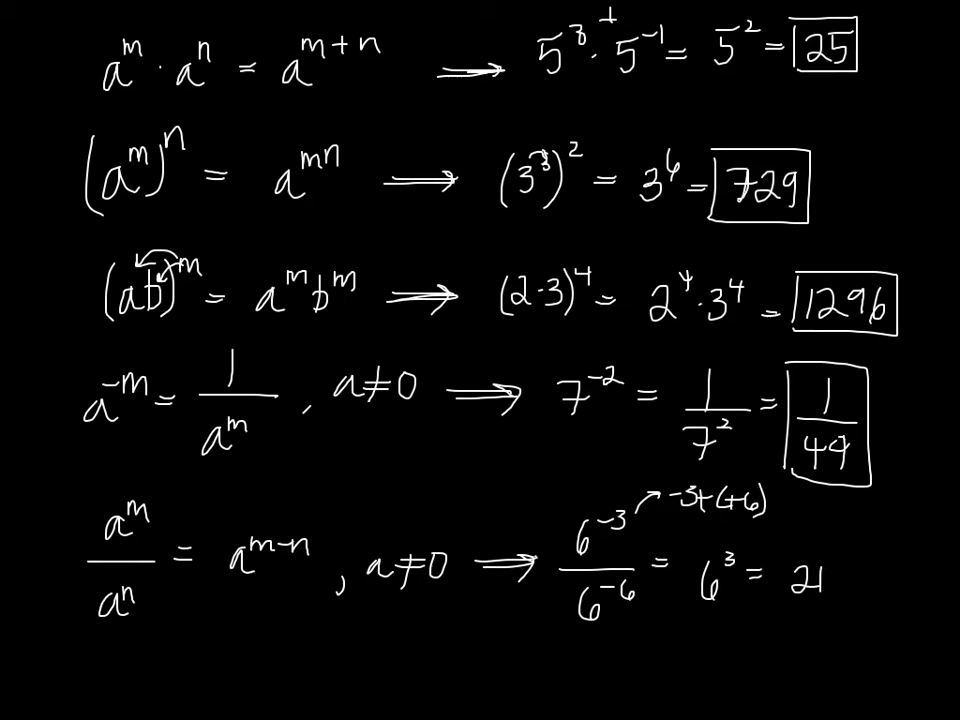 a^m · a^n = a^{m+n} ⟹ 5^3 · 5^{-1} = 5^2 = 25
(a^m)^n = a^{mn} ⟹ (3^3)^2 = 3^6 = 729
(ab)^m = a^m b^m ⟹ (2·3)^4 = 2^4 · 3^4 = 1296
a^{-m} = 1/a^m , a≠0 ⟹ 7^{-2} = 1/7^2 = 1/49
-3+(+6)
a^m/a^n = a^{m-n} , a≠0 ⟹ 6^{-3}/6^{-6} = 6^3 = 21